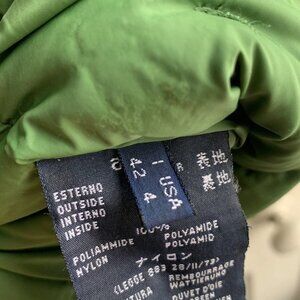 I USA
42 4
表地
裏地
ESTERNO
OUTSIDE
INTERNO
INSIDE
100%
POLIAMMIDE POLYAMIDE
NYLON POLYAMID
ナイロン
(LEGGE 883 28/11/73)
REMBOURRAGE
WATTIERUNG
DUVET D'OIE